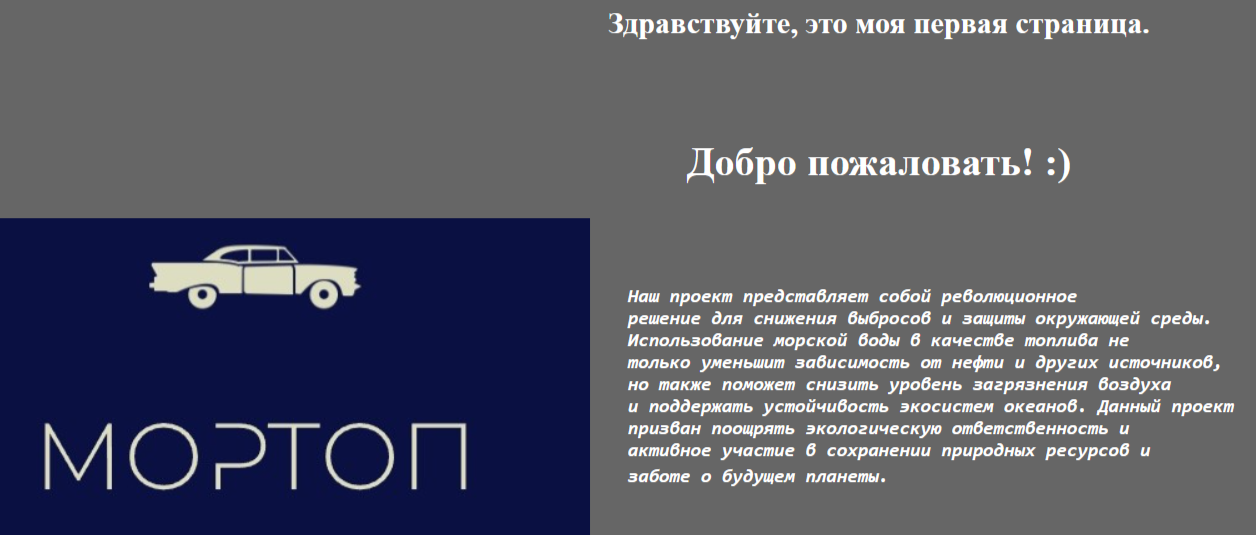 Здравствуйте, это моя первая страница.
Добро пожаловать! :)
МОРТОП
Наш проект представляет собой революционное
решение для снижения выбросов и защиты окружающей среды.
Использование морской воды в качестве топлива не
только уменьшит зависимость от нефти и других источников,
но также поможет снизить уровень загрязнения воздуха
и поддержать устойчивость экосистем океанов. Данный проект
призван поощрять экологическую ответственность и
активное участие в сохранении природных ресурсов и
заботе о будущем планеты.